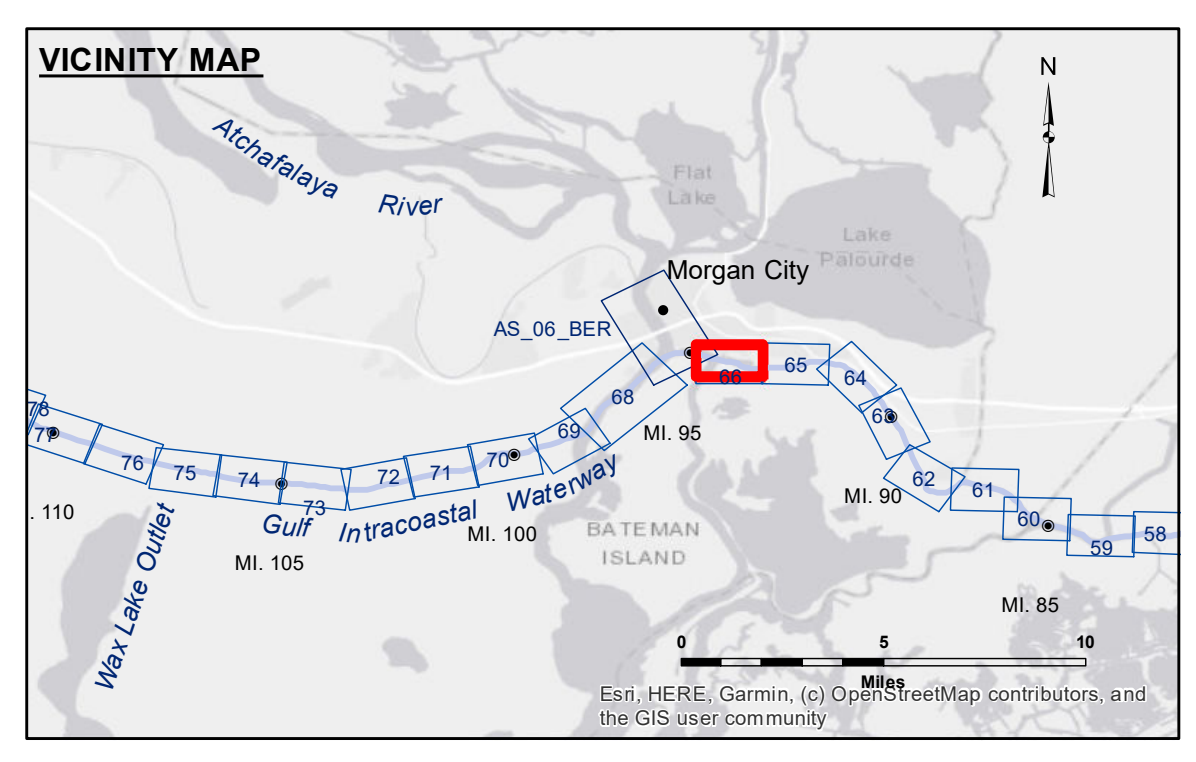 VICINITY MAP
N
Atchafalaya
River
Flat
Lake
Lake
Palourde
Morgan City
AS_06_BER
66
65
64
63
62
61
60
59
58
68
69
70
71
72
73
74
75
76
77
78
MI. 95
MI. 90
MI. 85
MI. 100
MI. 105
. 110
Gulf Intracoastal Waterway
Wax Lake Outlet
BATEMAN
ISLAND
0 5 10
Miles
Esri, HERE, Garmin, (c) OpenStreetMap contributors, and
the GIS user community